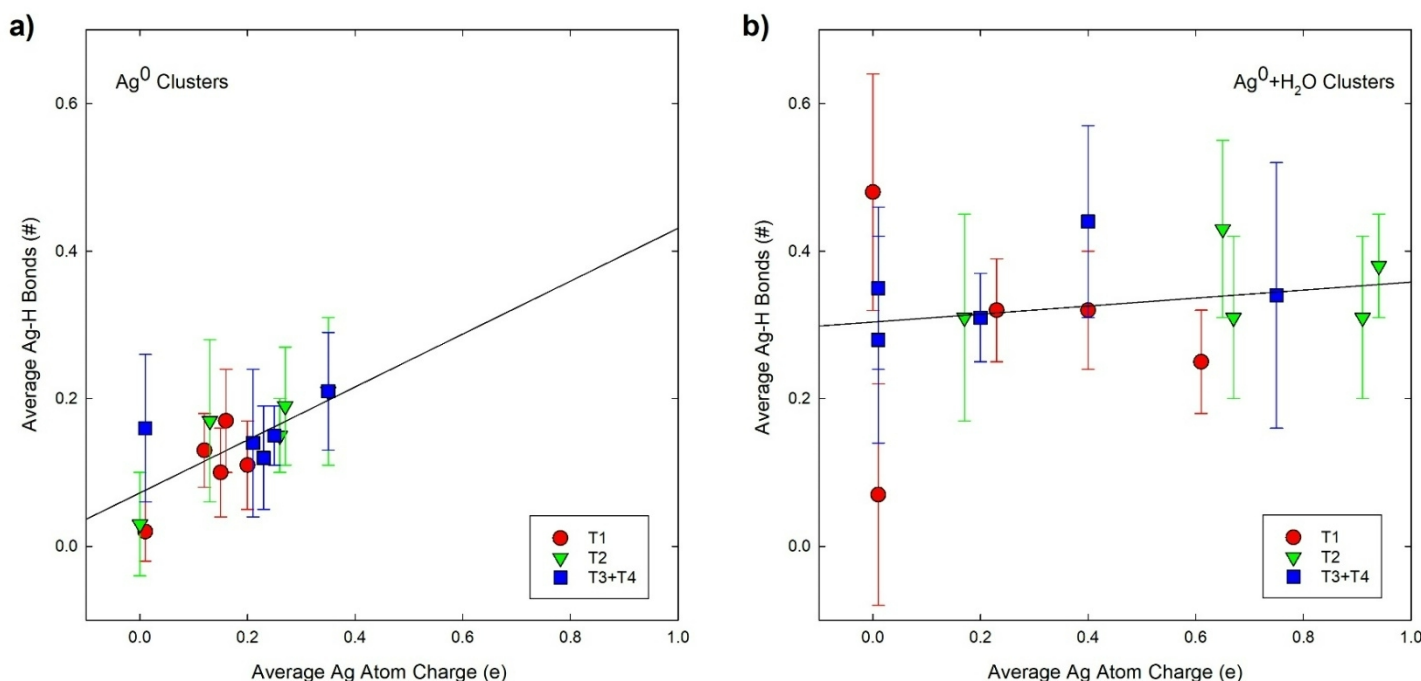 a)
Ag⁰ Clusters
Average Ag-H Bonds (#)
0.6
0.4
0.2
0.0
T1
T2
T3+T4
0.0 0.2 0.4 0.6 0.8 1.0
Average Ag Atom Charge (e)
b)
Ag⁰+H₂O Clusters
Average Ag-H Bonds (#)
0.6
0.4
0.2
0.0
T1
T2
T3+T4
0.0 0.2 0.4 0.6 0.8 1.0
Average Ag Atom Charge (e)